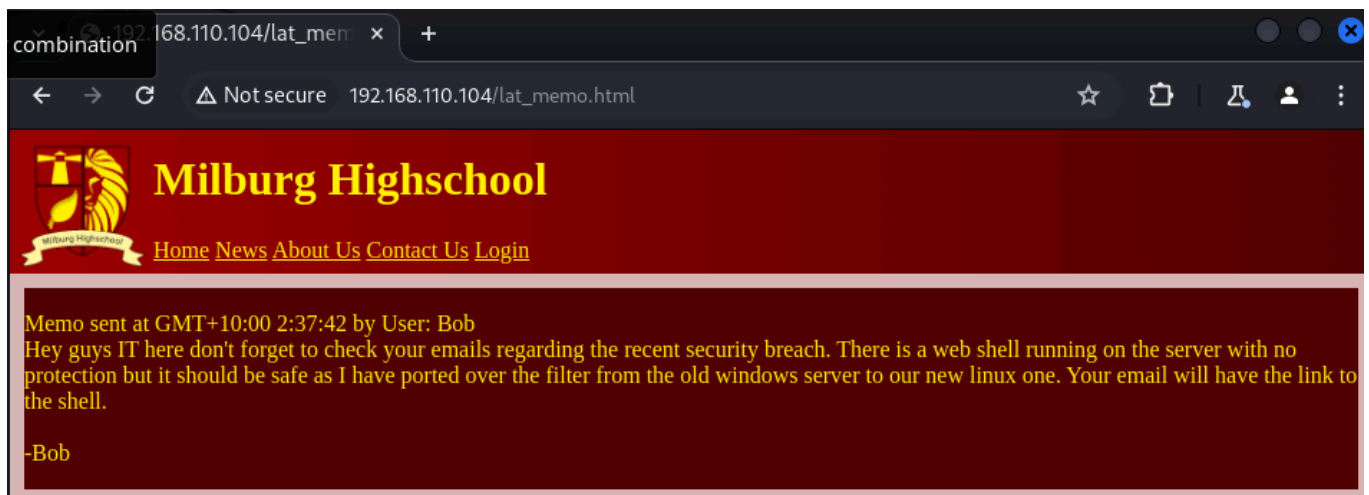 combination
192.168.110.104/lat_mem
Not secure 192.168.110.104/lat_memo.html
Milburg Highschool
Milburg Highschool
Home News About Us Contact Us Login
Memo sent at GMT+10:00 2:37:42 by User: Bob
Hey guys IT here don't forget to check your emails regarding the recent security breach. There is a web shell running on the server with no
protection but it should be safe as I have ported over the filter from the old windows server to our new linux one. Your email will have the link to
the shell.
-Bob